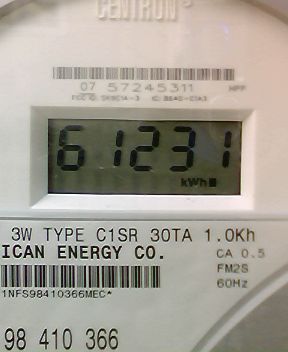 CENTRON®
07 57245311
61231
kWh
3W TYPE C1SR 30TA 1.0Kh
ICAN ENERGY CO.
CA 0.5
FM2S
60Hz
1NFS98410366MEC*
98 410 366